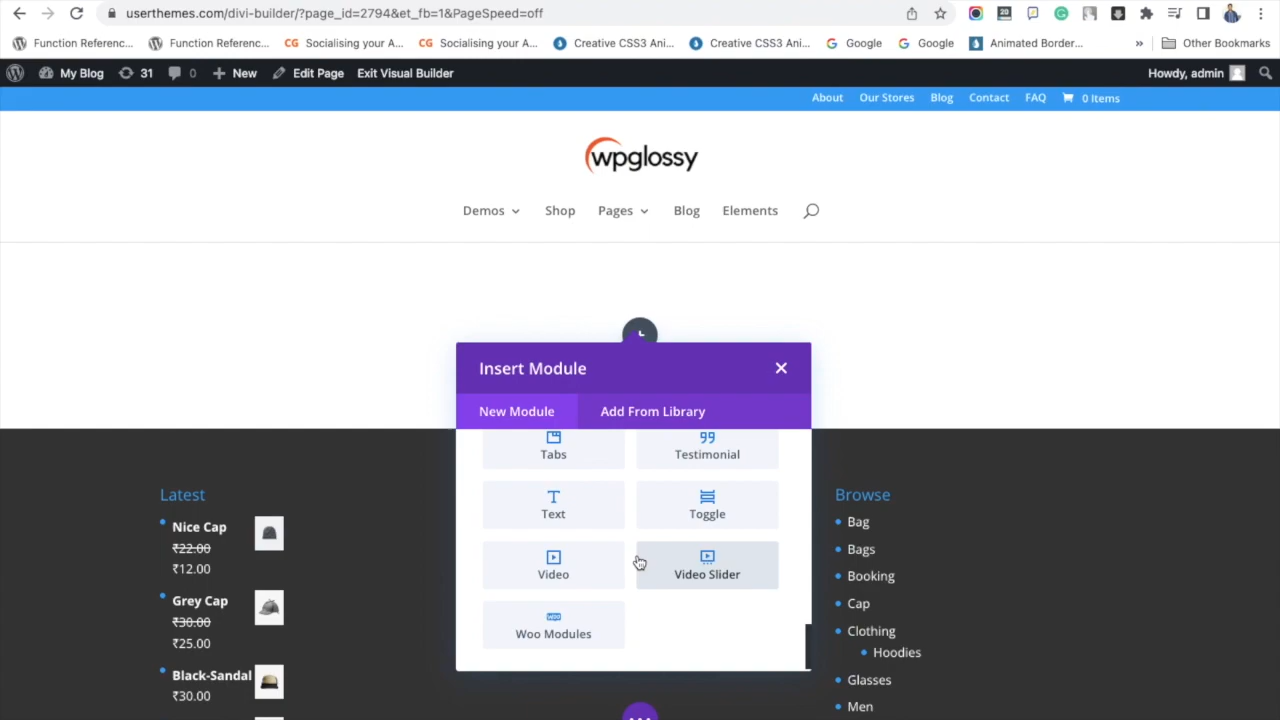 userthemes.com/divi-builder/?page_id=2794&et_fb=1&PageSpeed=off
20
Function Referenc...
Function Referenc...
CG Socialising your A...
CG Socialising your A...
Creative CSS3 Ani...
Creative CSS3 Ani...
Google
Google
Animated Border...
»
Other Bookmarks
My Blog
31
0
New
Edit Page
Exit Visual Builder
Howdy, admin
About
Our Stores
Blog
Contact
FAQ
0 Items
wpglossy
Demos
Shop
Pages
Blog
Elements
Insert Module
New Module
Add From Library
Tabs
Testimonial
Text
Toggle
Video
Video Slider
Woo Modules
Latest
Nice Cap
₹22.00
₹12.00
Grey Cap
₹30.00
₹25.00
Black-Sandal
₹30.00
Browse
Bag
Bags
Booking
Cap
Clothing
Hoodies
Glasses
Men